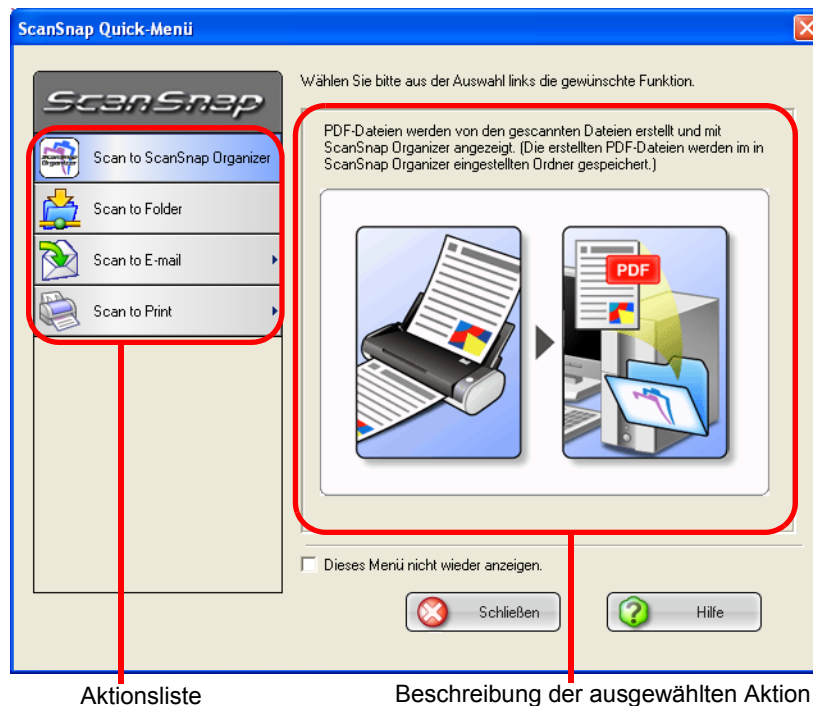 ScanSnap Quick-Menü
ScanSnap
Wählen Sie bitte aus der Auswahl links die gewünschte Funktion.
Scan to ScanSnap Organizer
Scan to Folder
Scan to E-mail
Scan to Print
PDF-Dateien werden von den gescannten Dateien erstellt und mit
ScanSnap Organizer angezeigt. (Die erstellten PDF-Dateien werden im in
ScanSnap Organizer eingestellten Ordner gespeichert.)
PDF
Dieses Menü nicht wieder anzeigen.
Schließen
Hilfe
Aktionsliste
Beschreibung der ausgewählten Aktion